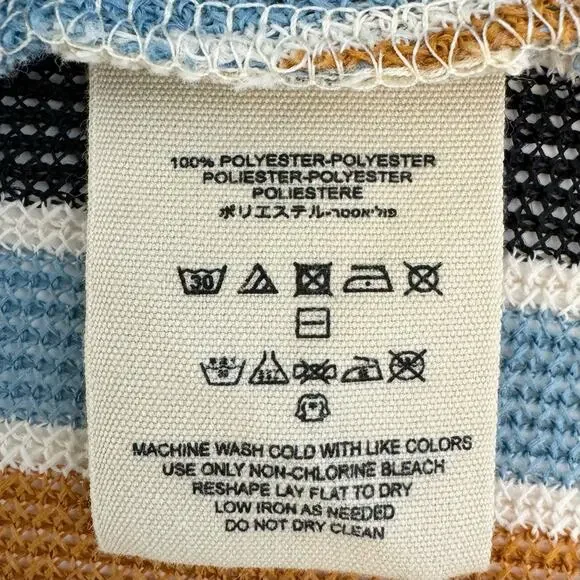 100% POLYESTER-POLYESTER
POLIESTER-POLYESTER
POLIESTERE
ポリエステル-פוליאסטר
30
MACHINE WASH COLD WITH LIKE COLORS
USE ONLY NON-CHLORINE BLEACH
RESHAPE LAY FLAT TO DRY
LOW IRON AS NEEDED
DO NOT DRY CLEAN